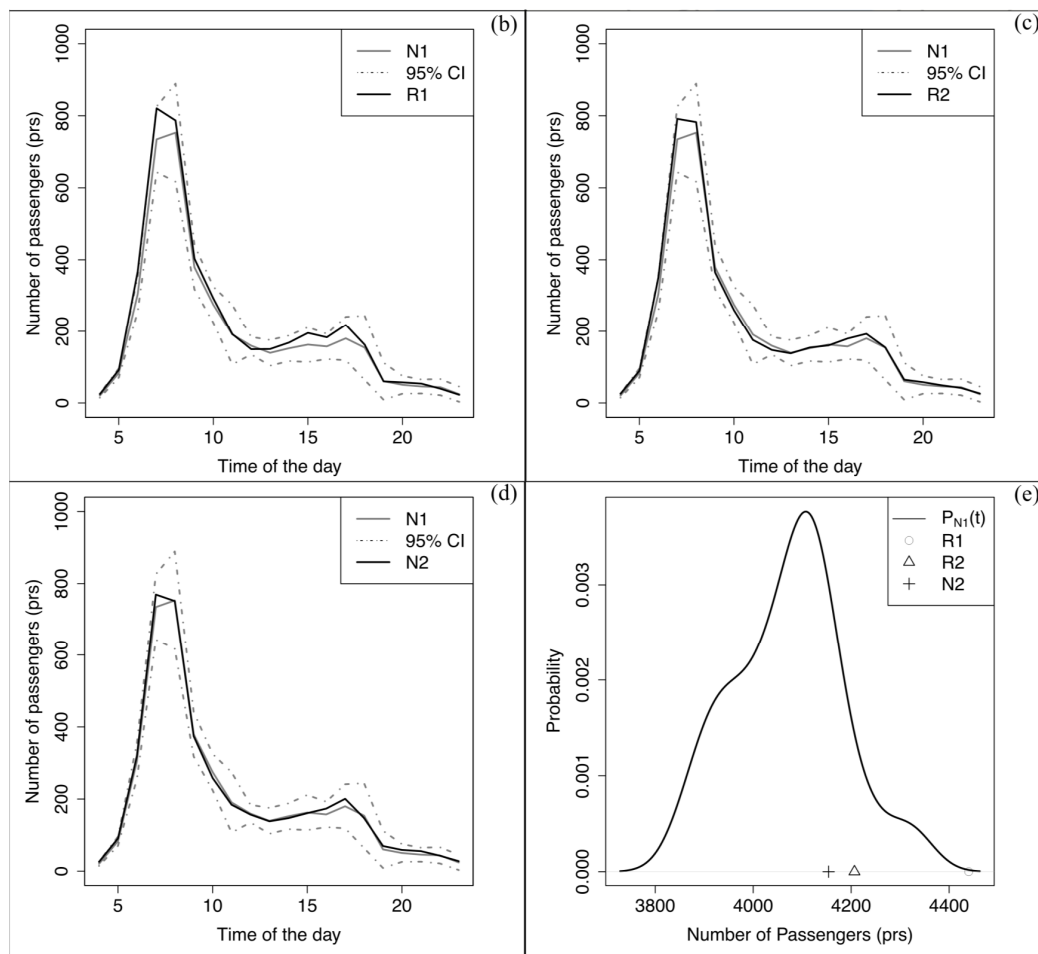 (b)
N1
95% CI
R1
Number of passengers (prs)
0
200
400
600
800
1000
5
10
15
20
Time of the day
(c)
N1
95% CI
R2
Number of passengers (prs)
0
200
400
600
800
1000
5
10
15
20
Time of the day
(d)
N1
95% CI
N2
Number of passengers (prs)
0
200
400
600
800
1000
5
10
15
20
Time of the day
(e)
P_N1(t)
R1
R2
N2
Probability
0.000
0.001
0.002
0.003
3800
4000
4200
4400
Number of Passengers (prs)